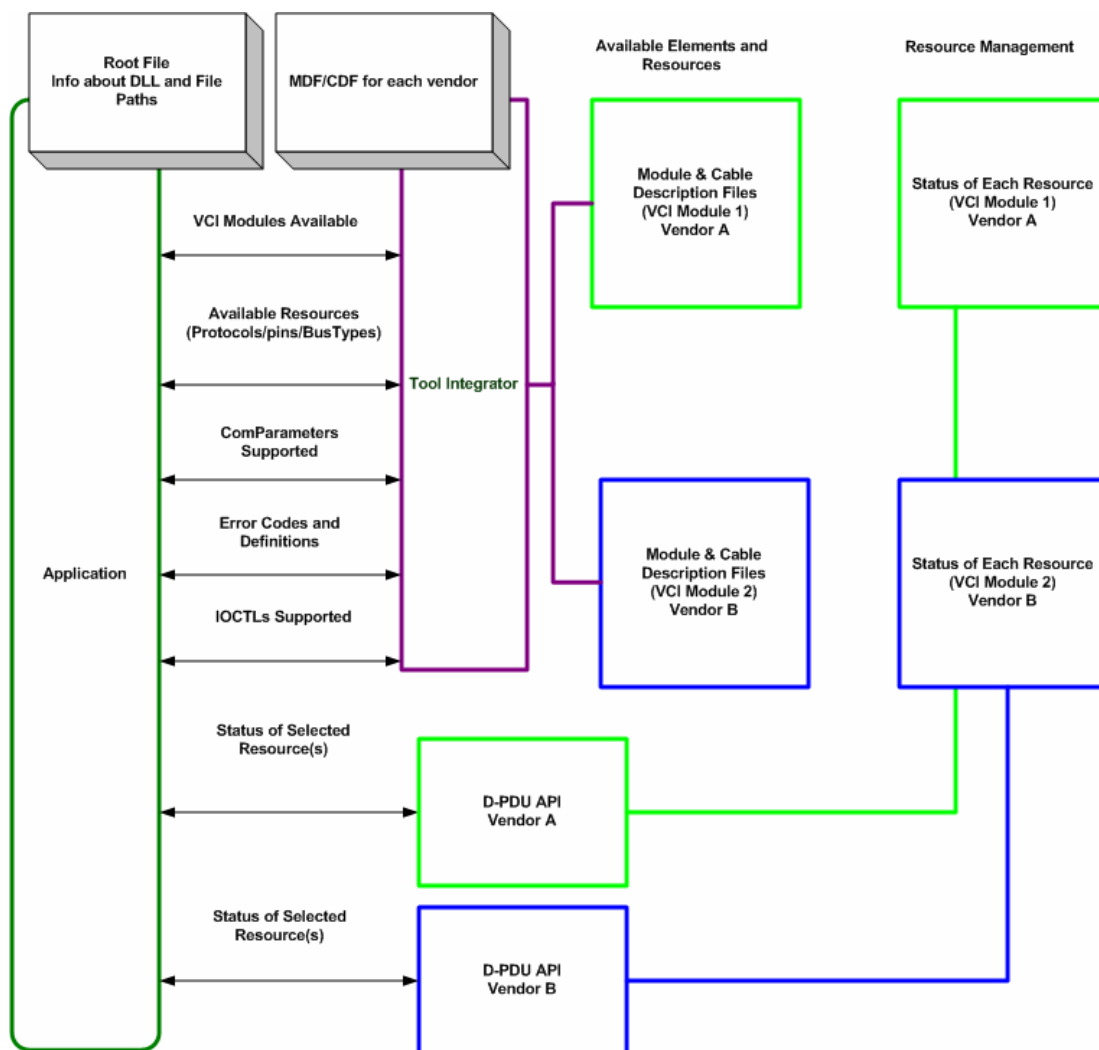 Root File
Info about DLL and File
Paths
MDF/CDF for each vendor
Available Elements and
Resources
Resource Management
VCI Modules Available
Available Resources
(Protocols/pins/BusTypes)
ComParameters
Supported
Error Codes and
Definitions
IOCTLs Supported
Application
Tool Integrator
Module & Cable
Description Files
(VCI Module 1)
Vendor A
Status of Each Resource
(VCI Module 1)
Vendor A
Module & Cable
Description Files
(VCI Module 2)
Vendor B
Status of Each Resource
(VCI Module 2)
Vendor B
Status of Selected
Resource(s)
D-PDU API
Vendor A
Status of Selected
Resource(s)
D-PDU API
Vendor B